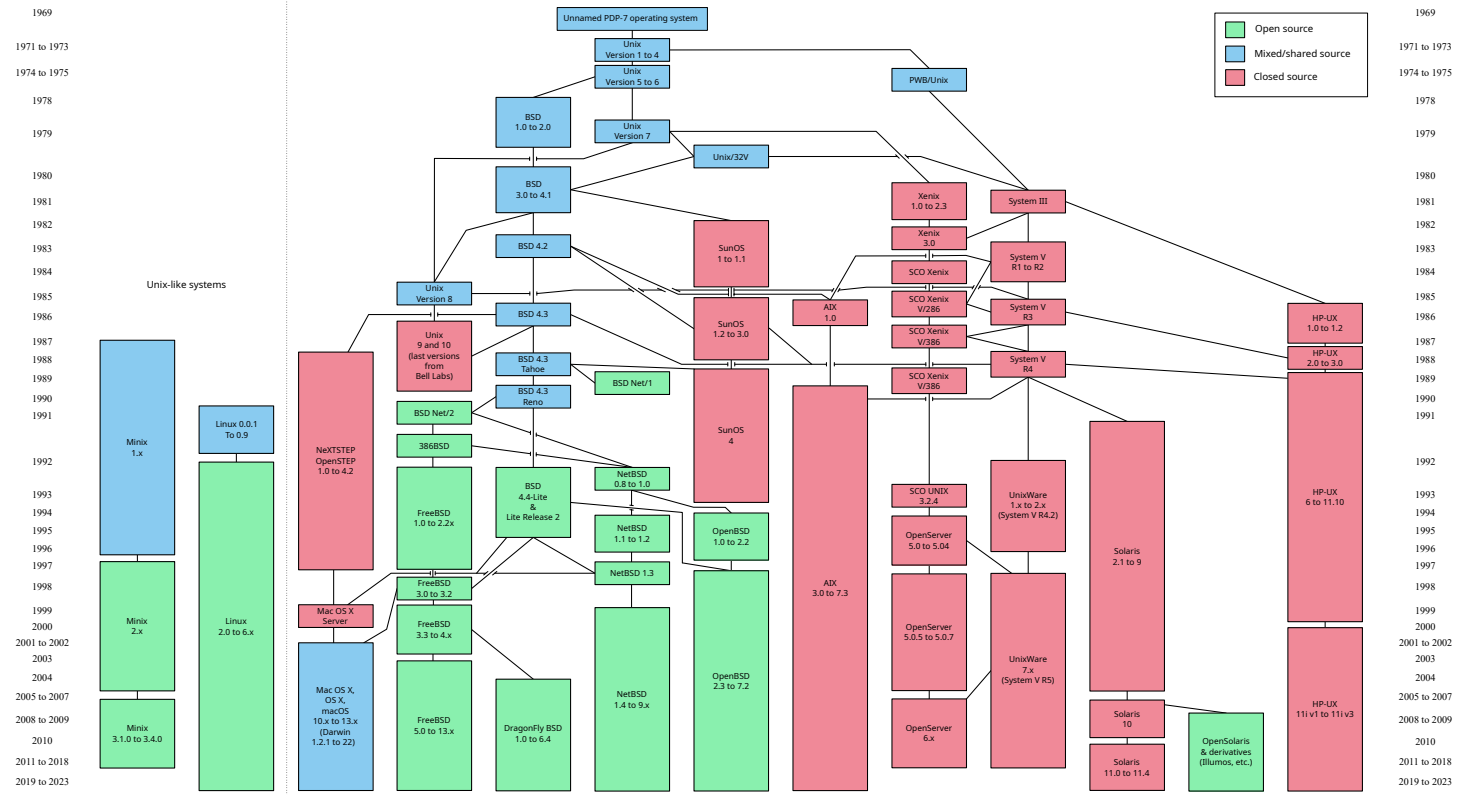 1969
1971 to 1973
1974 to 1975
1978
1979
1980
1981
1982
1983
1984
1985
1986
1987
1988
1989
1990
1991
1992
1993
1994
1995
1996
1997
1998
1999
2000
2001 to 2002
2003
2004
2005 to 2007
2008 to 2009
2010
2011 to 2018
2019 to 2023
Unix-like systems
Minix
1.x
Minix
2.x
Minix
3.1.0 to 3.4.0
Linux 0.0.1
To 0.9
Linux
2.0 to 6.x
Unnamed PDP-7 operating system
Unix
Version 1 to 4
Unix
Version 5 to 6
PWB/Unix
BSD
1.0 to 2.0
Unix
Version 7
Unix/32V
BSD
3.0 to 4.1
Xenix
1.0 to 2.3
System III
SunOS
1 to 1.1
Xenix
3.0
BSD 4.2
System V
R1 to R2
SCO Xenix
Unix
Version 8
SCO Xenix
V/286
SunOS
1.2 to 3.0
AIX
1.0
System V
R3
HP-UX
1.0 to 1.2
BSD 4.3
Unix
9 and 10
(last versions
from
Bell Labs)
SCO Xenix
V/386
HP-UX
2.0 to 3.0
BSD 4.3
Tahoe
System V
R4
BSD Net/1
SCO Xenix
V/386
BSD 4.3
Reno
SunOS
4
BSD Net/2
NeXTSTEP
OpenSTEP
1.0 to 4.2
386BSD
NetBSD
0.8 to 1.0
BSD
4.4-Lite
&
Lite Release 2
FreeBSD
1.0 to 2.2x
SCO UNIX
3.2.4
UnixWare
1.x to 2.x
(System V R4.2)
HP-UX
6 to 11.10
NetBSD
1.1 to 1.2
OpenBSD
1.0 to 2.2
OpenServer
5.0 to 5.04
Solaris
2.1 to 9
NetBSD 1.3
FreeBSD
3.0 to 3.2
AIX
3.0 to 7.3
Mac OS X
Server
FreeBSD
3.3 to 4.x
OpenServer
5.0.5 to 5.0.7
UnixWare
7.x
(System V R5)
OpenBSD
2.3 to 7.2
Mac OS X,
OS X,
macOS
10.x to 13.x
(Darwin
1.2.1 to 22)
FreeBSD
5.0 to 13.x
DragonFly BSD
1.0 to 6.4
NetBSD
1.4 to 9.x
OpenServer
6.x
Solaris
10
Solaris
11.0 to 11.4
OpenSolaris
& derivatives
(Illumos, etc.)
HP-UX
11i v1 to 11i v3
Open source
Mixed/shared source
Closed source
1969
1971 to 1973
1974 to 1975
1978
1979
1980
1981
1982
1983
1984
1985
1986
1987
1988
1989
1990
1991
1992
1993
1994
1995
1996
1997
1998
1999
2000
2001 to 2002
2003
2004
2005 to 2007
2008 to 2009
2010
2011 to 2018
2019 to 2023